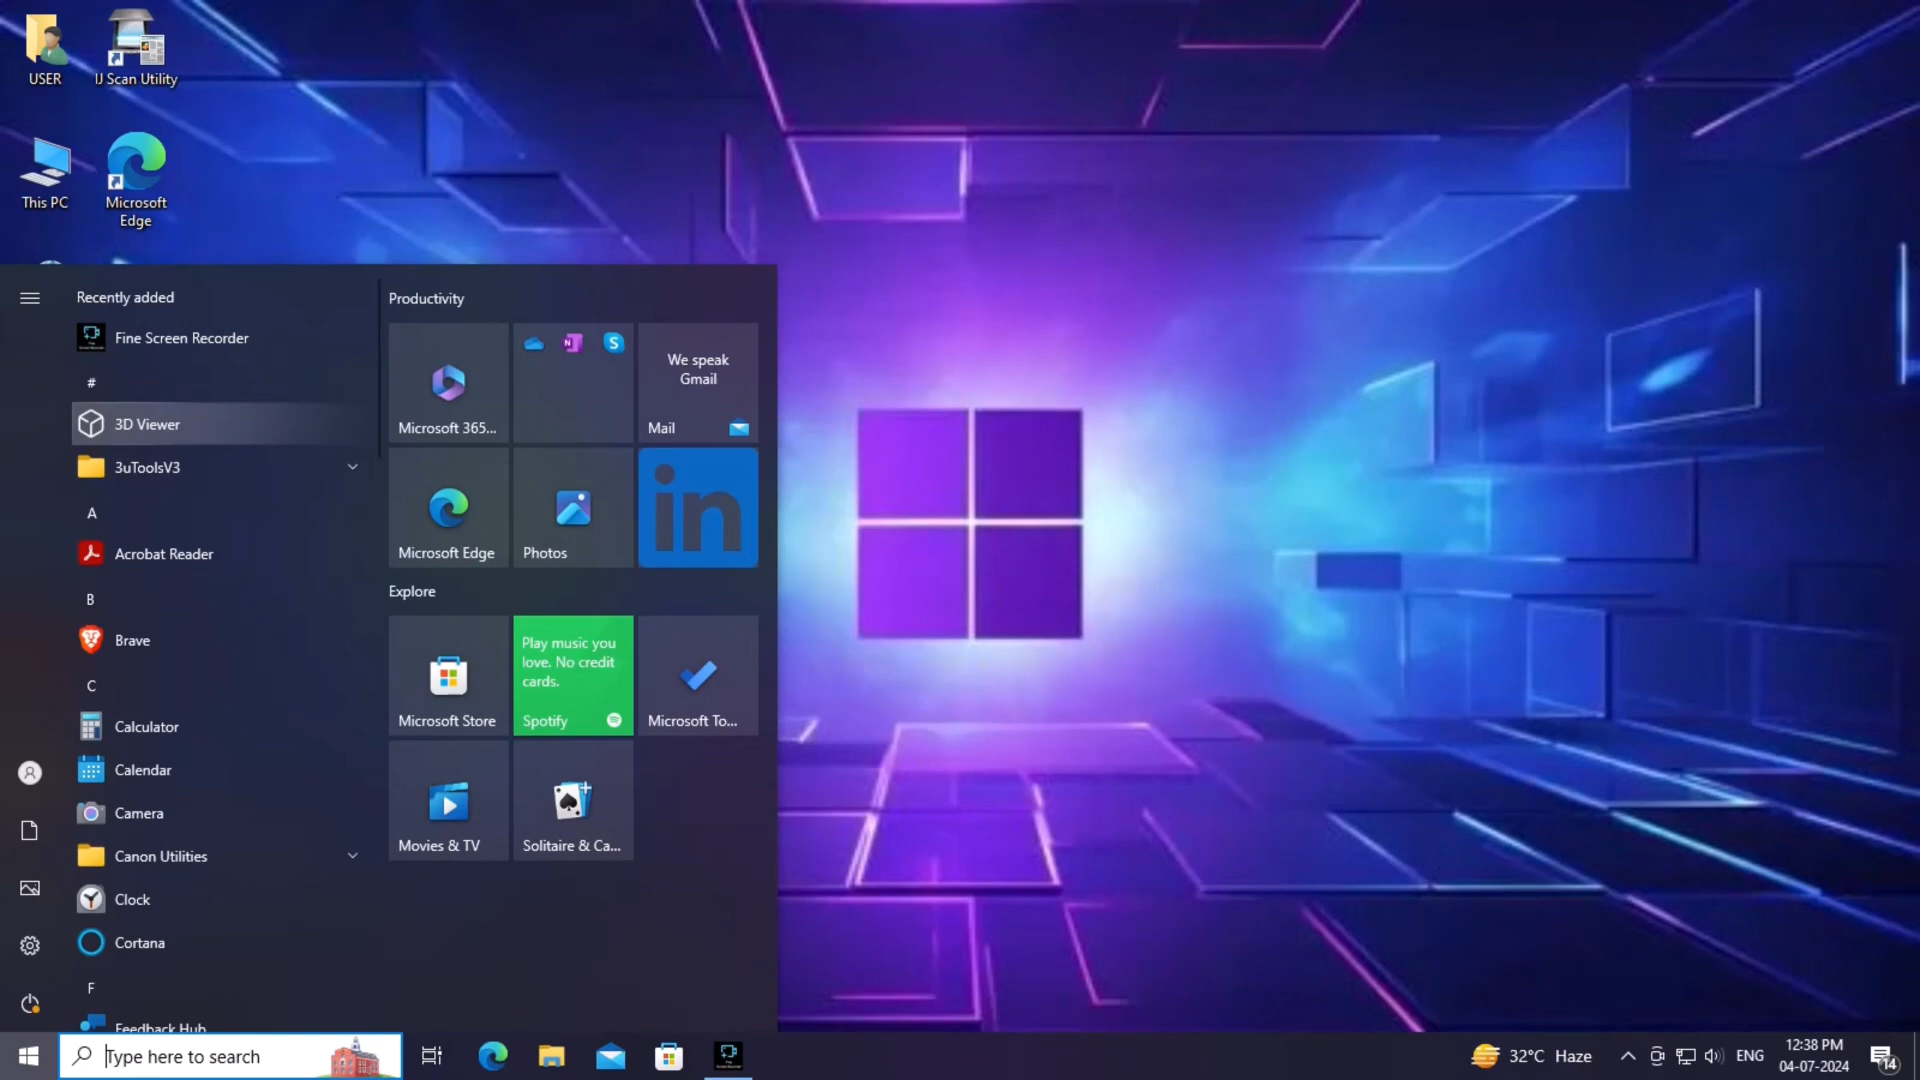 USER
IJ Scan Utility
This PC
Microsoft
Edge
Recently added
Fine Screen Recorder
#
3D Viewer
3uToolsV3
A
Acrobat Reader
B
Brave
C
Calculator
Calendar
Camera
Canon Utilities
Clock
Cortana
F
Feedback Hub
Productivity
Microsoft 365...
N
S
We speak
Gmail
Mail
Microsoft Edge
Photos
in
Explore
Microsoft Store
Play music you
love. No credit
cards.
Spotify
Microsoft To...
Movies & TV
Solitaire & Ca...
Type here to search
32°C Haze
ENG
12:38 PM
04-07-2024
14